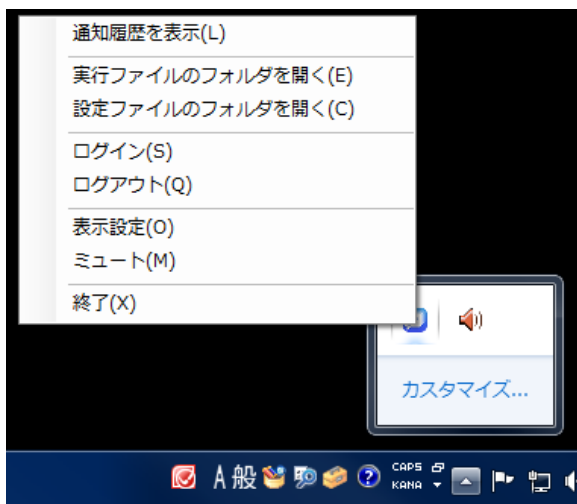 通知履歴を表示(L)
実行ファイルのフォルダを開く(E)
設定ファイルのフォルダを開く(C)
ログイン(S)
ログアウト(Q)
表示設定(O)
ミュート(M)
終了(X)
カスタマイズ...
A 般 ? CAPS
KANA